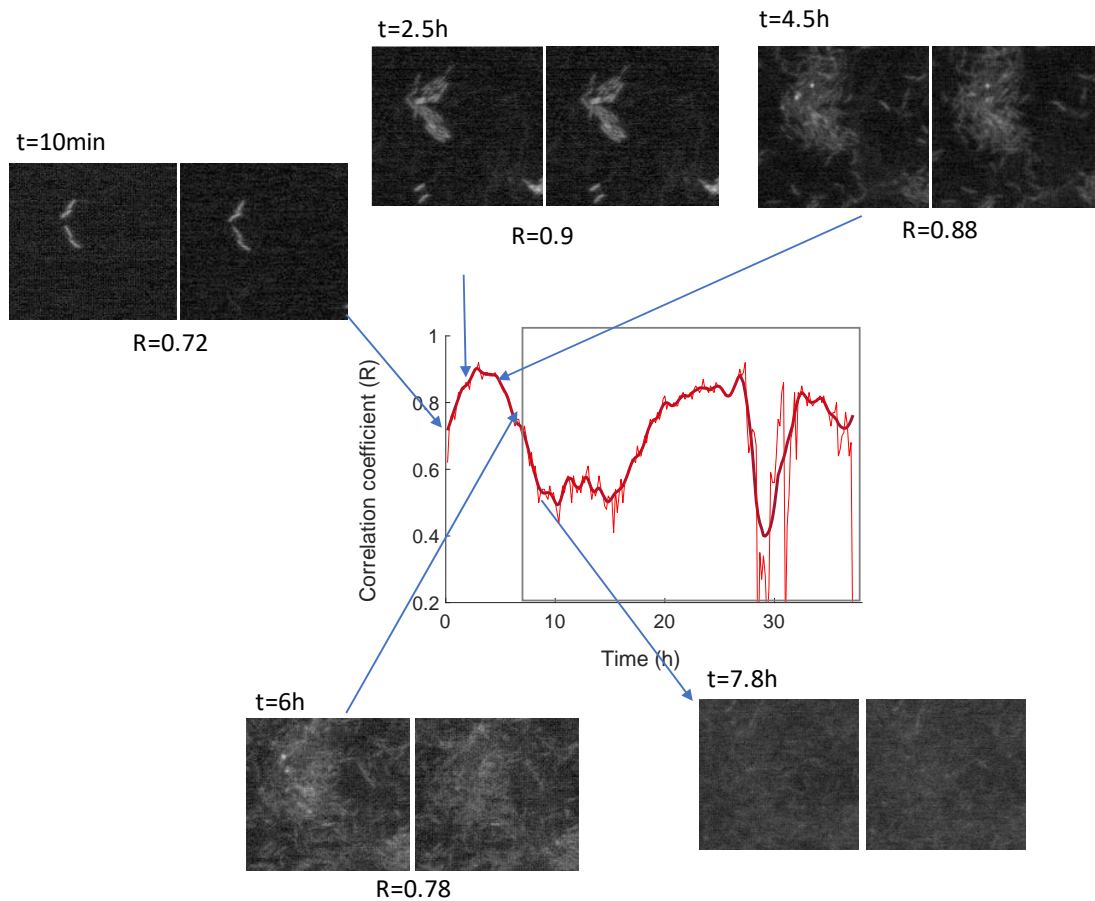 t=2.5h
t=4.5h
t=10min
R=0.9
R=0.88
R=0.72
Correlation coefficient (R)
1
0.8
0.6
0.4
0.2
0
10
20
30
Time (h)
t=6h
t=7.8h
R=0.78